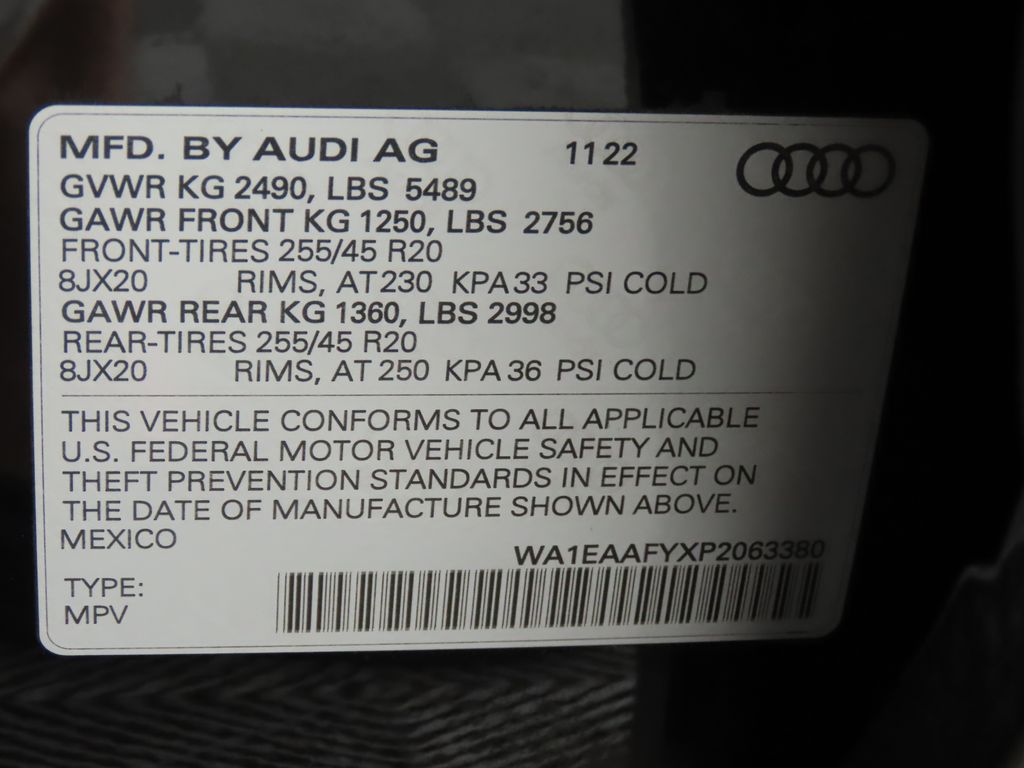 MFD. BY AUDI AG 11 22
GVWR KG 2490, LBS 5489
GAWR FRONT KG 1250, LBS 2756
FRONT-TIRES 255/45 R20
8JX20 RIMS, AT 230 KPA 33 PSI COLD
GAWR REAR KG 1360, LBS 2998
REAR-TIRES 255/45 R20
8JX20 RIMS, AT 250 KPA 36 PSI COLD
THIS VEHICLE CONFORMS TO ALL APPLICABLE
U.S. FEDERAL MOTOR VEHICLE SAFETY AND
THEFT PREVENTION STANDARDS IN EFFECT ON
THE DATE OF MANUFACTURE SHOWN ABOVE.
MEXICO
WA1EAAFYXP2063380
TYPE:
MPV